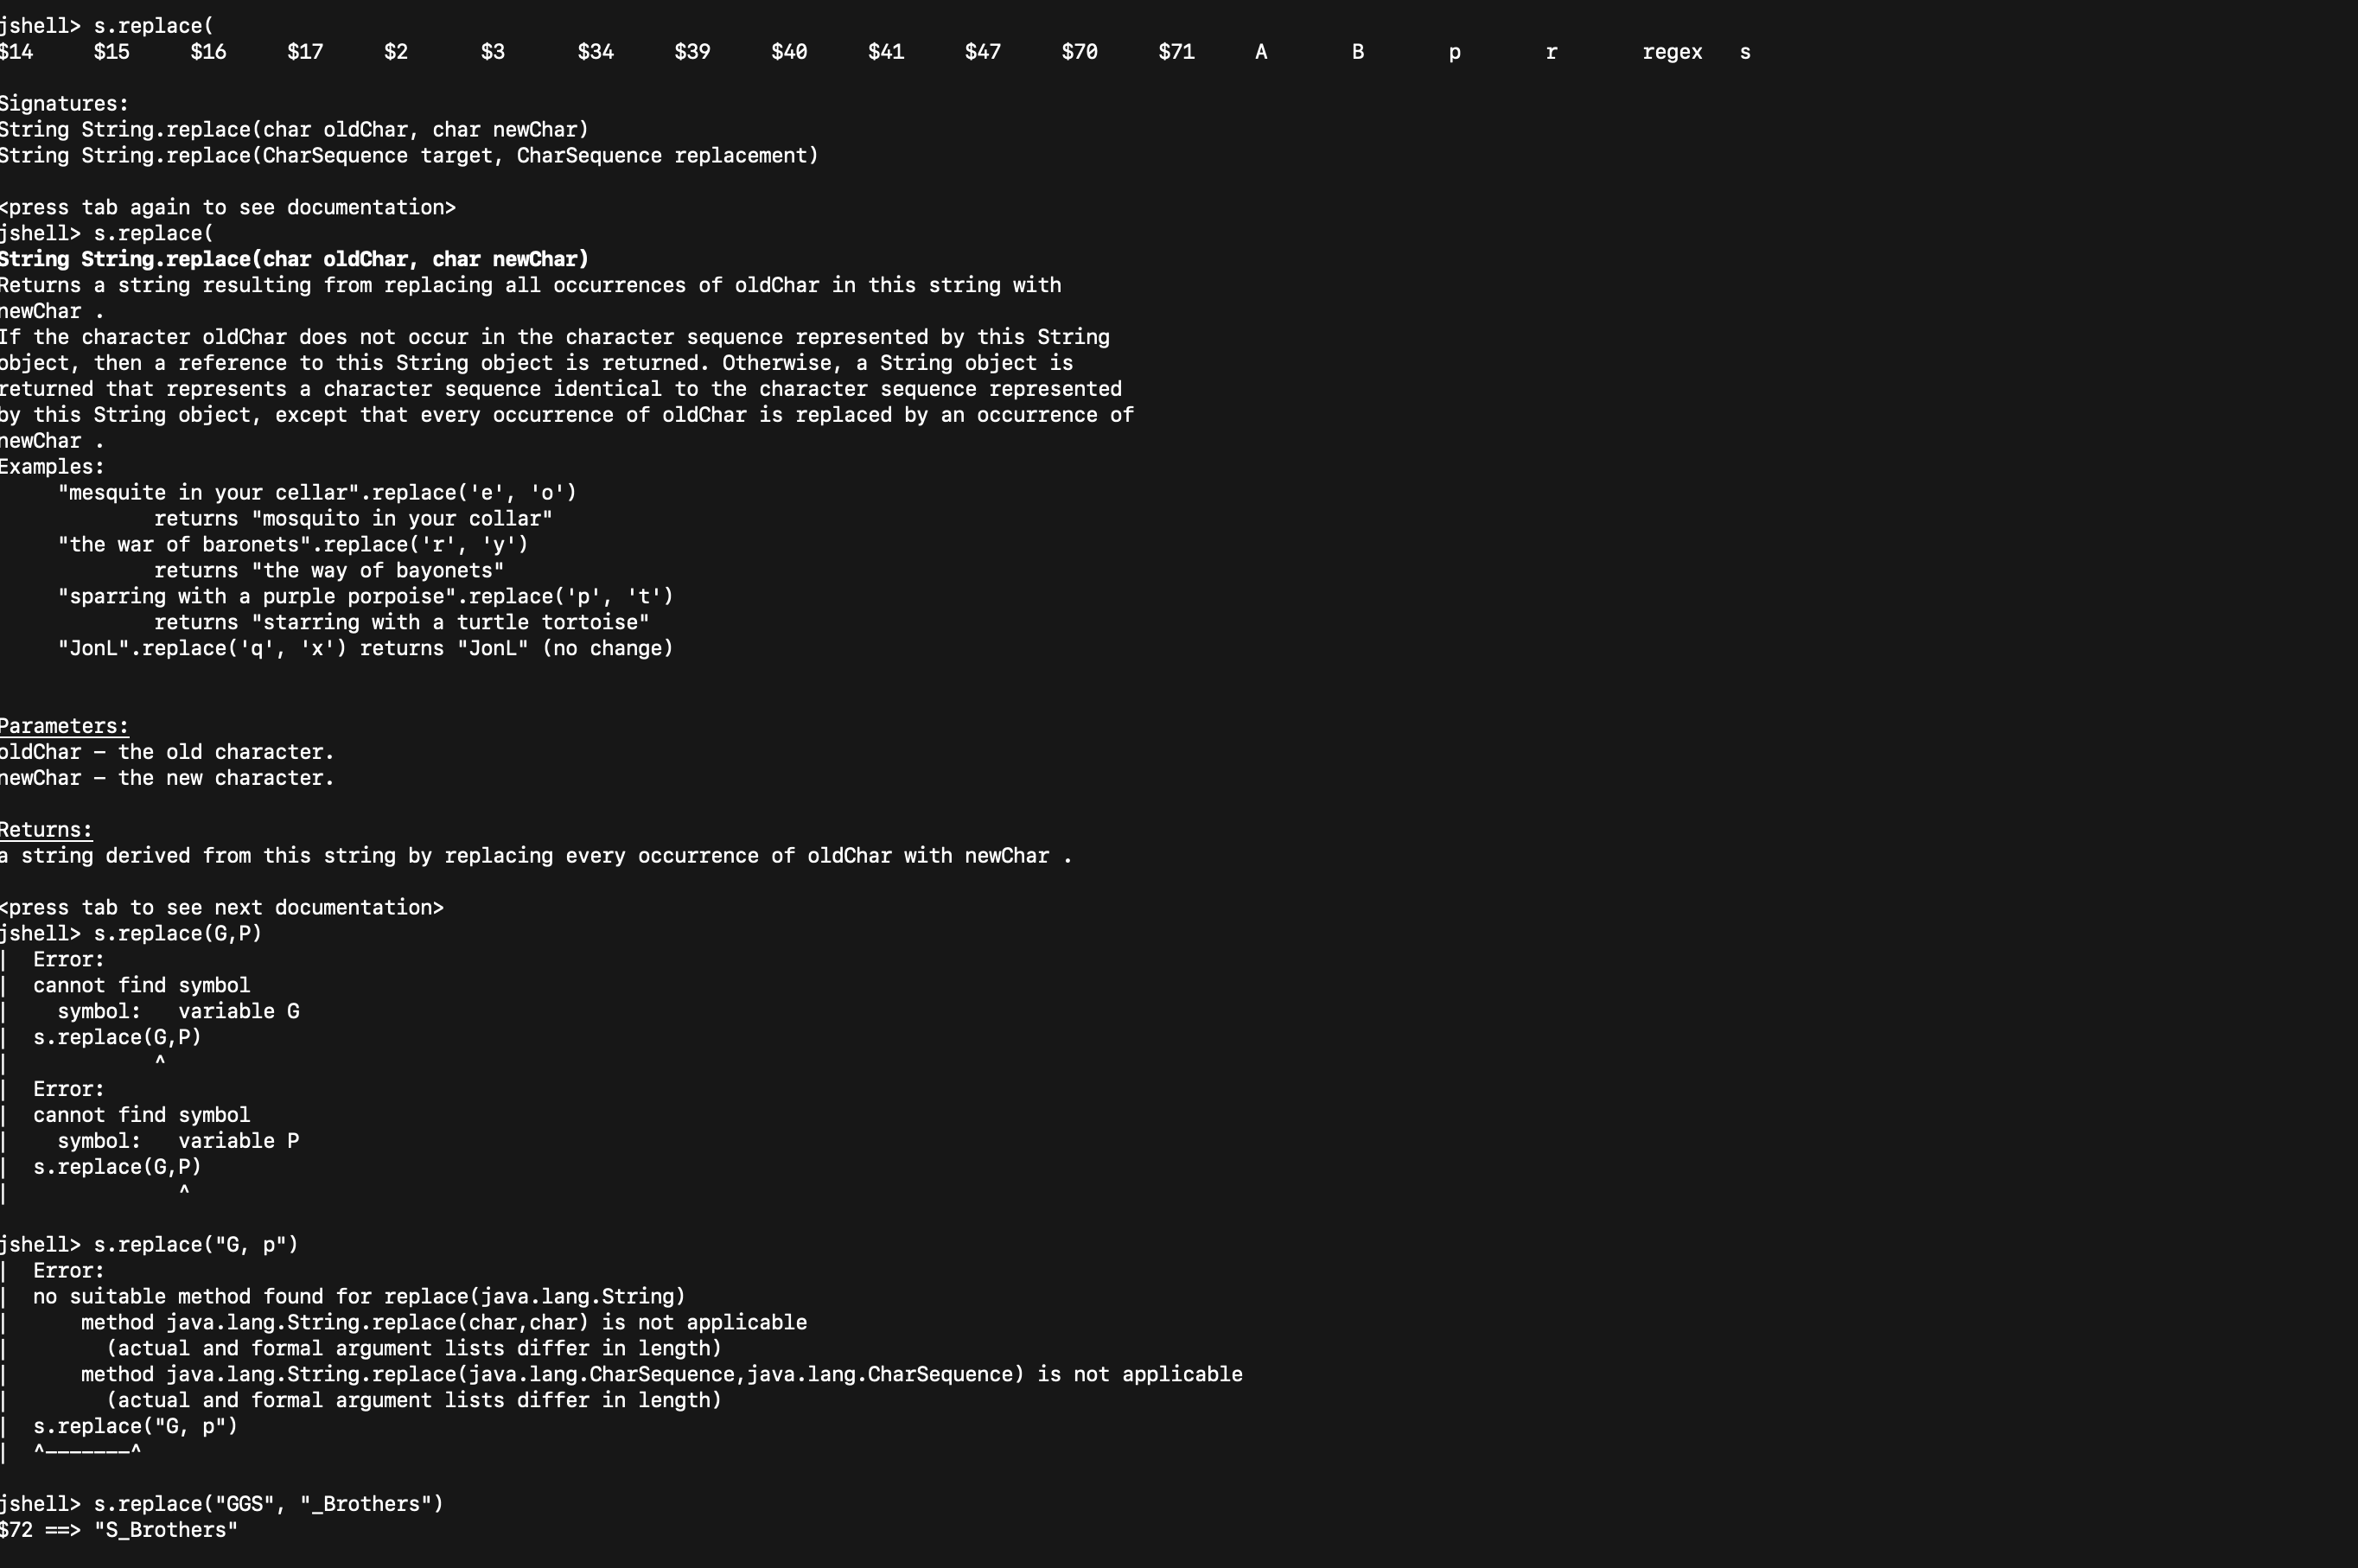 jshell> s.replace(
$14     $15     $16     $17     $2      $3      $34     $39     $40     $41     $47     $70     $71     A       B       p       r       regex   s
Signatures:
String String.replace(char oldChar, char newChar)
String String.replace(CharSequence target, CharSequence replacement)
<press tab again to see documentation>
jshell> s.replace(
String String.replace(char oldChar, char newChar)
Returns a string resulting from replacing all occurrences of oldChar in this string with
newChar .
If the character oldChar does not occur in the character sequence represented by this String
object, then a reference to this String object is returned. Otherwise, a String object is
returned that represents a character sequence identical to the character sequence represented
by this String object, except that every occurrence of oldChar is replaced by an occurrence of
newChar .
Examples:
     "mesquite in your cellar".replace('e', 'o')
             returns "mosquito in your collar"
     "the war of baronets".replace('r', 'y')
             returns "the way of bayonets"
     "sparring with a purple porpoise".replace('p', 't')
             returns "starring with a turtle tortoise"
     "JonL".replace('q', 'x') returns "JonL" (no change)
Parameters:
oldChar – the old character.
newChar – the new character.
Returns:
a string derived from this string by replacing every occurrence of oldChar with newChar .
<press tab to see next documentation>
jshell> s.replace(G,P)
|  Error:
|  cannot find symbol
|    symbol:   variable G
|  s.replace(G,P)
|            ^
|  Error:
|  cannot find symbol
|    symbol:   variable P
|  s.replace(G,P)
|              ^
jshell> s.replace("G, p")
|  Error:
|  no suitable method found for replace(java.lang.String)
|      method java.lang.String.replace(char,char) is not applicable
|        (actual and formal argument lists differ in length)
|      method java.lang.String.replace(java.lang.CharSequence,java.lang.CharSequence) is not applicable
|        (actual and formal argument lists differ in length)
|  s.replace("G, p")
|  ^-------^
jshell> s.replace("GGS", "_Brothers")
$72 ==> "S_Brothers"